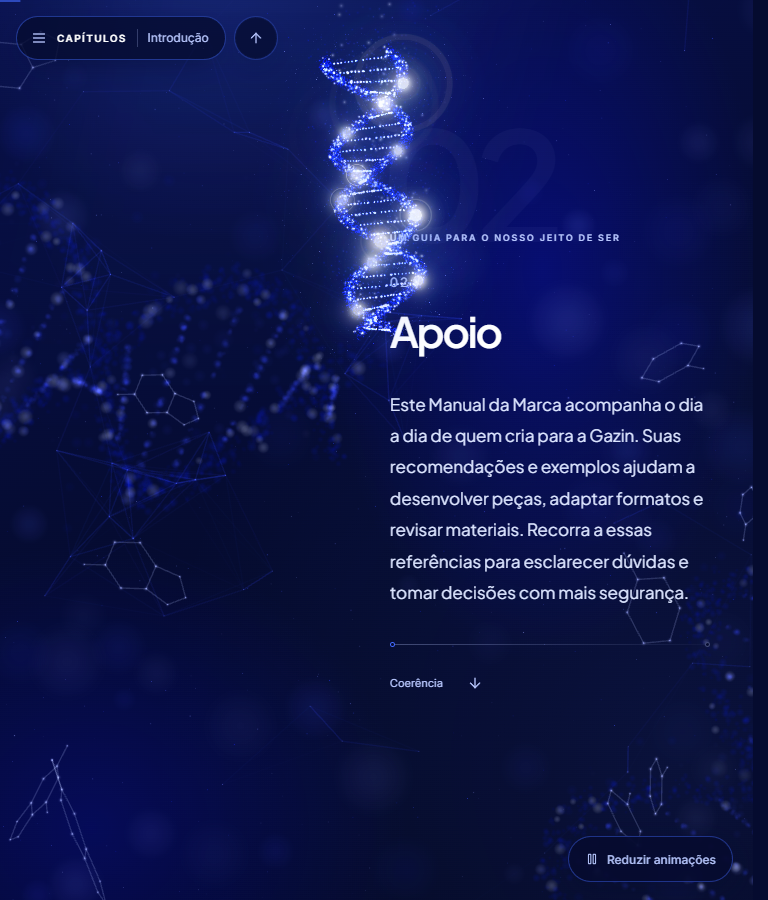 CAPÍTULOS
Introdução
02
UM GUIA PARA O NOSSO JEITO DE SER
02
Apoio
Este Manual da Marca acompanha o dia
a dia de quem cria para a Gazin. Suas
recomendações e exemplos ajudam a
desenvolver peças, adaptar formatos e
revisar materiais. Recorra a essas
referências para esclarecer dúvidas e
tomar decisões com mais segurança.
Coerência
Reduzir animações